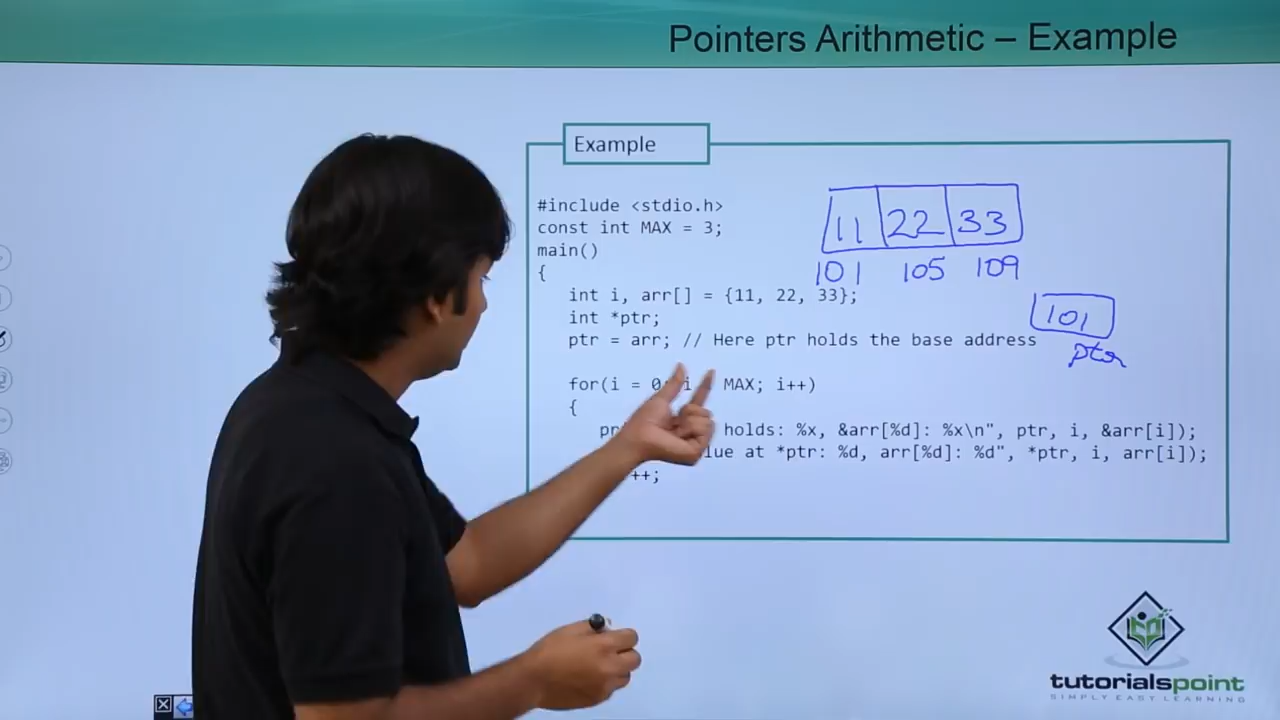 Pointers Arithmetic – Example
Example
#include <stdio.h>
const int MAX = 3;
main()
{
int i, arr[] = {11, 22, 33};
int *ptr;
ptr = arr; // Here ptr holds the base address
for(i = 0; i MAX; i++)
{
holds: %x, &arr[%d]: %x\n", ptr, i, &arr[i]);
at *ptr: %d, arr[%d]: %d", *ptr, i, arr[i]);
++;
11 22 33
101 105 109
101
ptr
tutorialspoint
SIMPLY EASY LEARNING